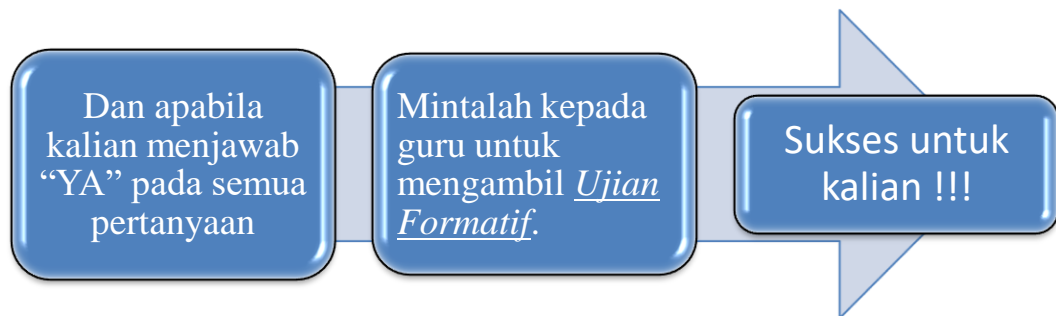 Dan apabila
kalian menjawab
“YA” pada semua
pertanyaan
Mintalah kepada
guru untuk
mengambil Ujian
Formatif.
Sukses untuk
kalian !!!